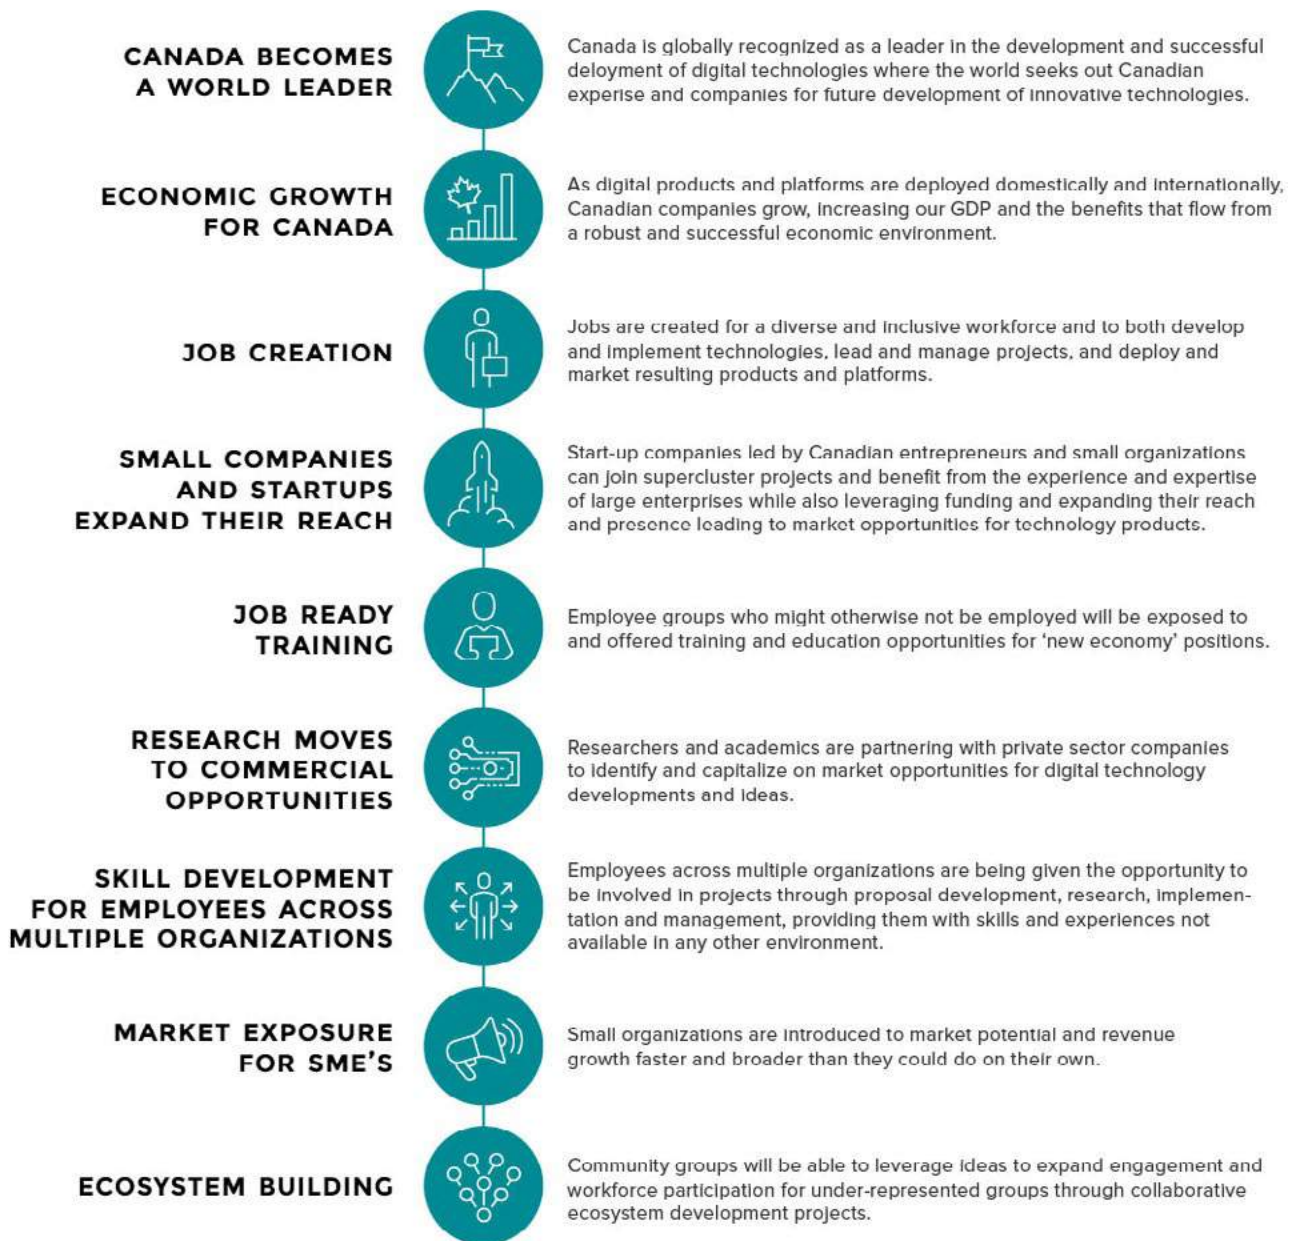 CANADA BECOMES
A WORLD LEADER
Canada is globally recognized as a leader in the development and successful
deloyment of digital technologies where the world seeks out Canadian
experise and companies for future development of innovative technologies.
ECONOMIC GROWTH
FOR CANADA
As digital products and platforms are deployed domestically and internationally,
Canadian companies grow, increasing our GDP and the benefits that flow from
a robust and successful economic environment.
JOB CREATION
Jobs are created for a diverse and inclusive workforce and to both develop
and implement technologies, lead and manage projects, and deploy and
market resulting products and platforms.
SMALL COMPANIES
AND STARTUPS
EXPAND THEIR REACH
Start-up companies led by Canadian entrepreneurs and small organizations
can join supercluster projects and benefit from the experience and expertise
of large enterprises while also leveraging funding and expanding their reach
and presence leading to market opportunities for technology products.
JOB READY
TRAINING
Employee groups who might otherwise not be employed will be exposed to
and offered training and education opportunities for ‘new economy’ positions.
RESEARCH MOVES
TO COMMERCIAL
OPPORTUNITIES
Researchers and academics are partnering with private sector companies
to identify and capitalize on market opportunities for digital technology
developments and ideas.
SKILL DEVELOPMENT
FOR EMPLOYEES ACROSS
MULTIPLE ORGANIZATIONS
Employees across multiple organizations are being given the opportunity to
be involved in projects through proposal development, research, implemen-
tation and management, providing them with skills and experiences not
available in any other environment.
MARKET EXPOSURE
FOR SME’S
Small organizations are introduced to market potential and revenue
growth faster and broader than they could do on their own.
ECOSYSTEM BUILDING
Community groups will be able to leverage ideas to expand engagement and
workforce participation for under-represented groups through collaborative
ecosystem development projects.